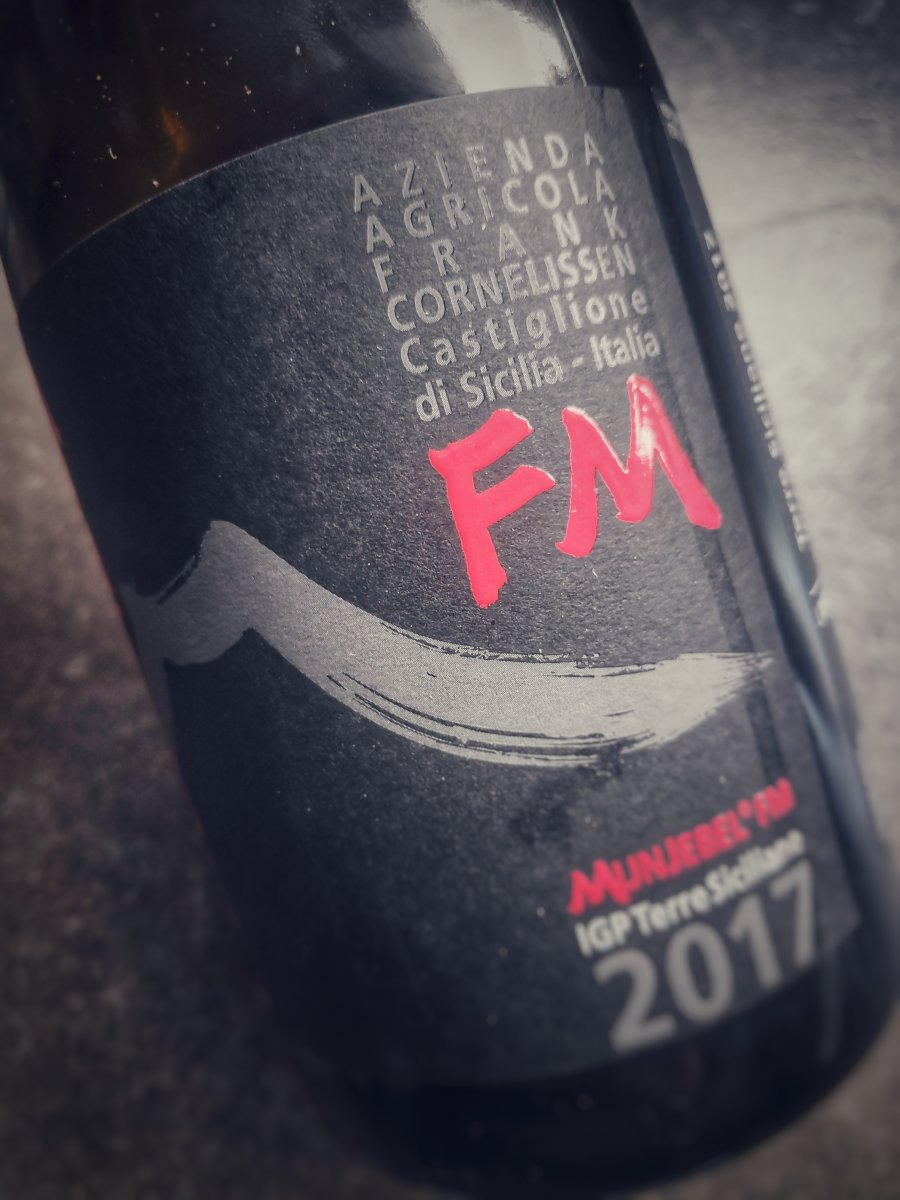 AZIENDA
AGRICOLA
FRANK
CORNELISSEN
Castiglione
di Sicilia - Italia
FM
MUNJEBEL® FM
IGP Terre Siciliane
2017